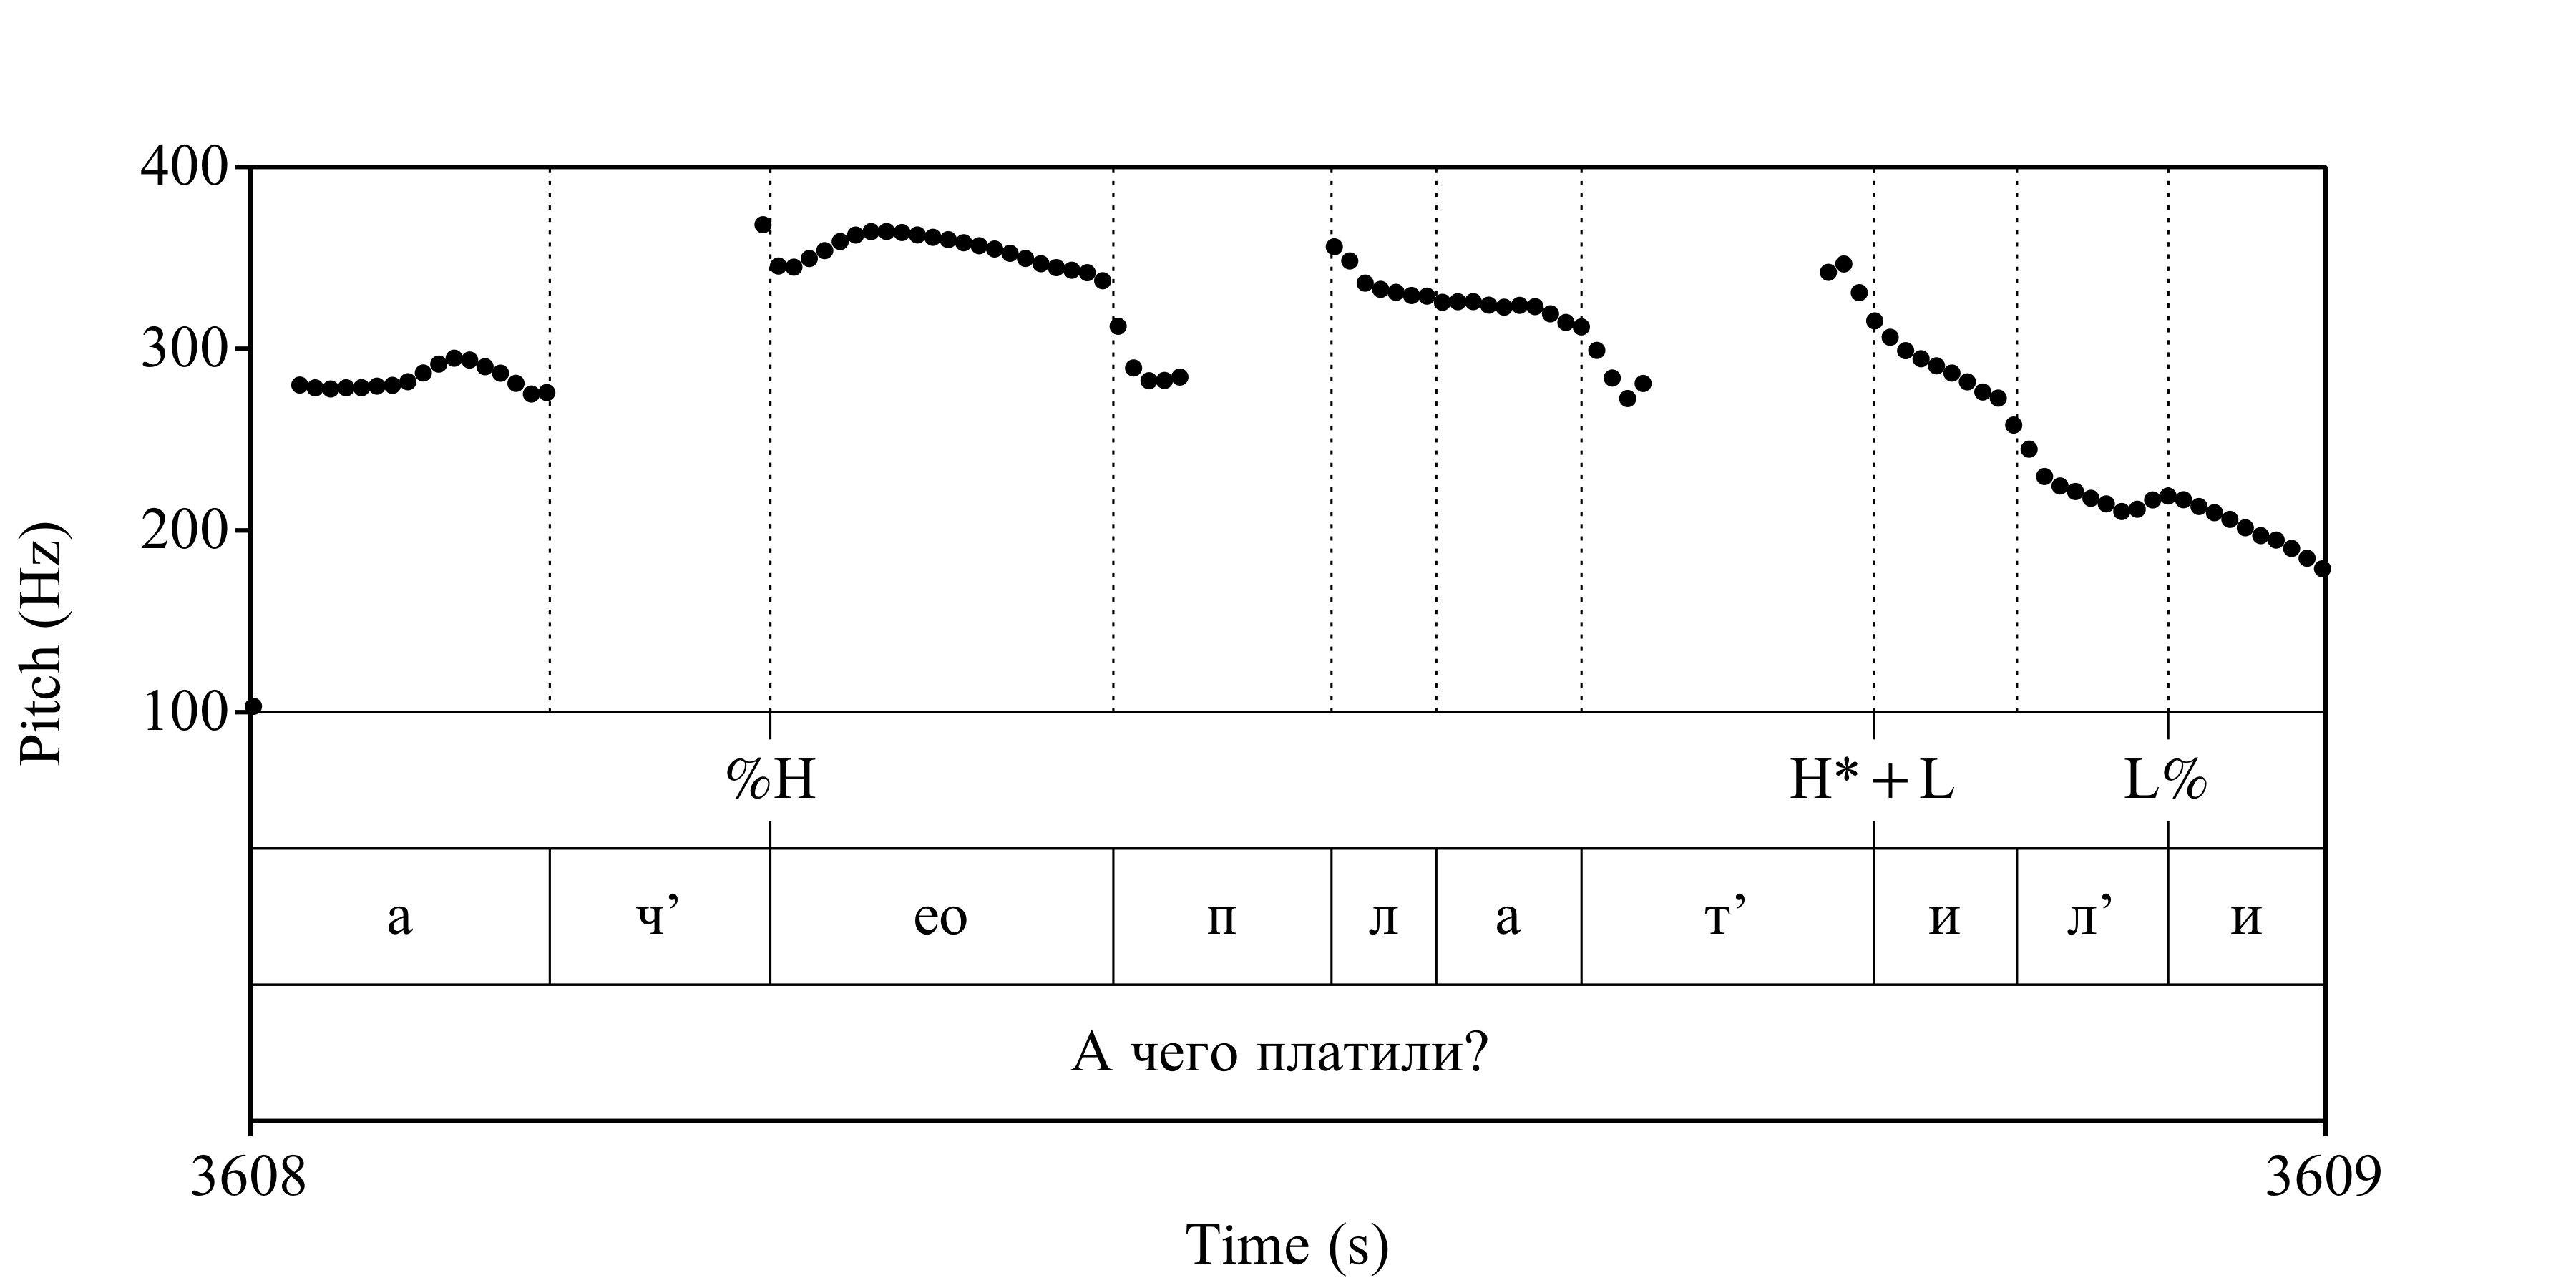 400
300
200
100
Pitch (Hz)
%H H* + L L%
а ч’ ео п л а т’ и л’ и
А чего платили?
3608 3609
Time (s)